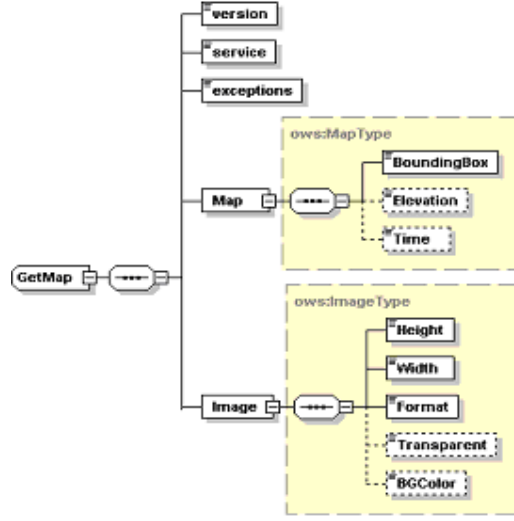 version
service
exceptions
ows:MapType
BoundingBox
Map
Elevation
Time
GetMap
ows:ImageType
Height
Width
Image
Format
Transparent
BGColor